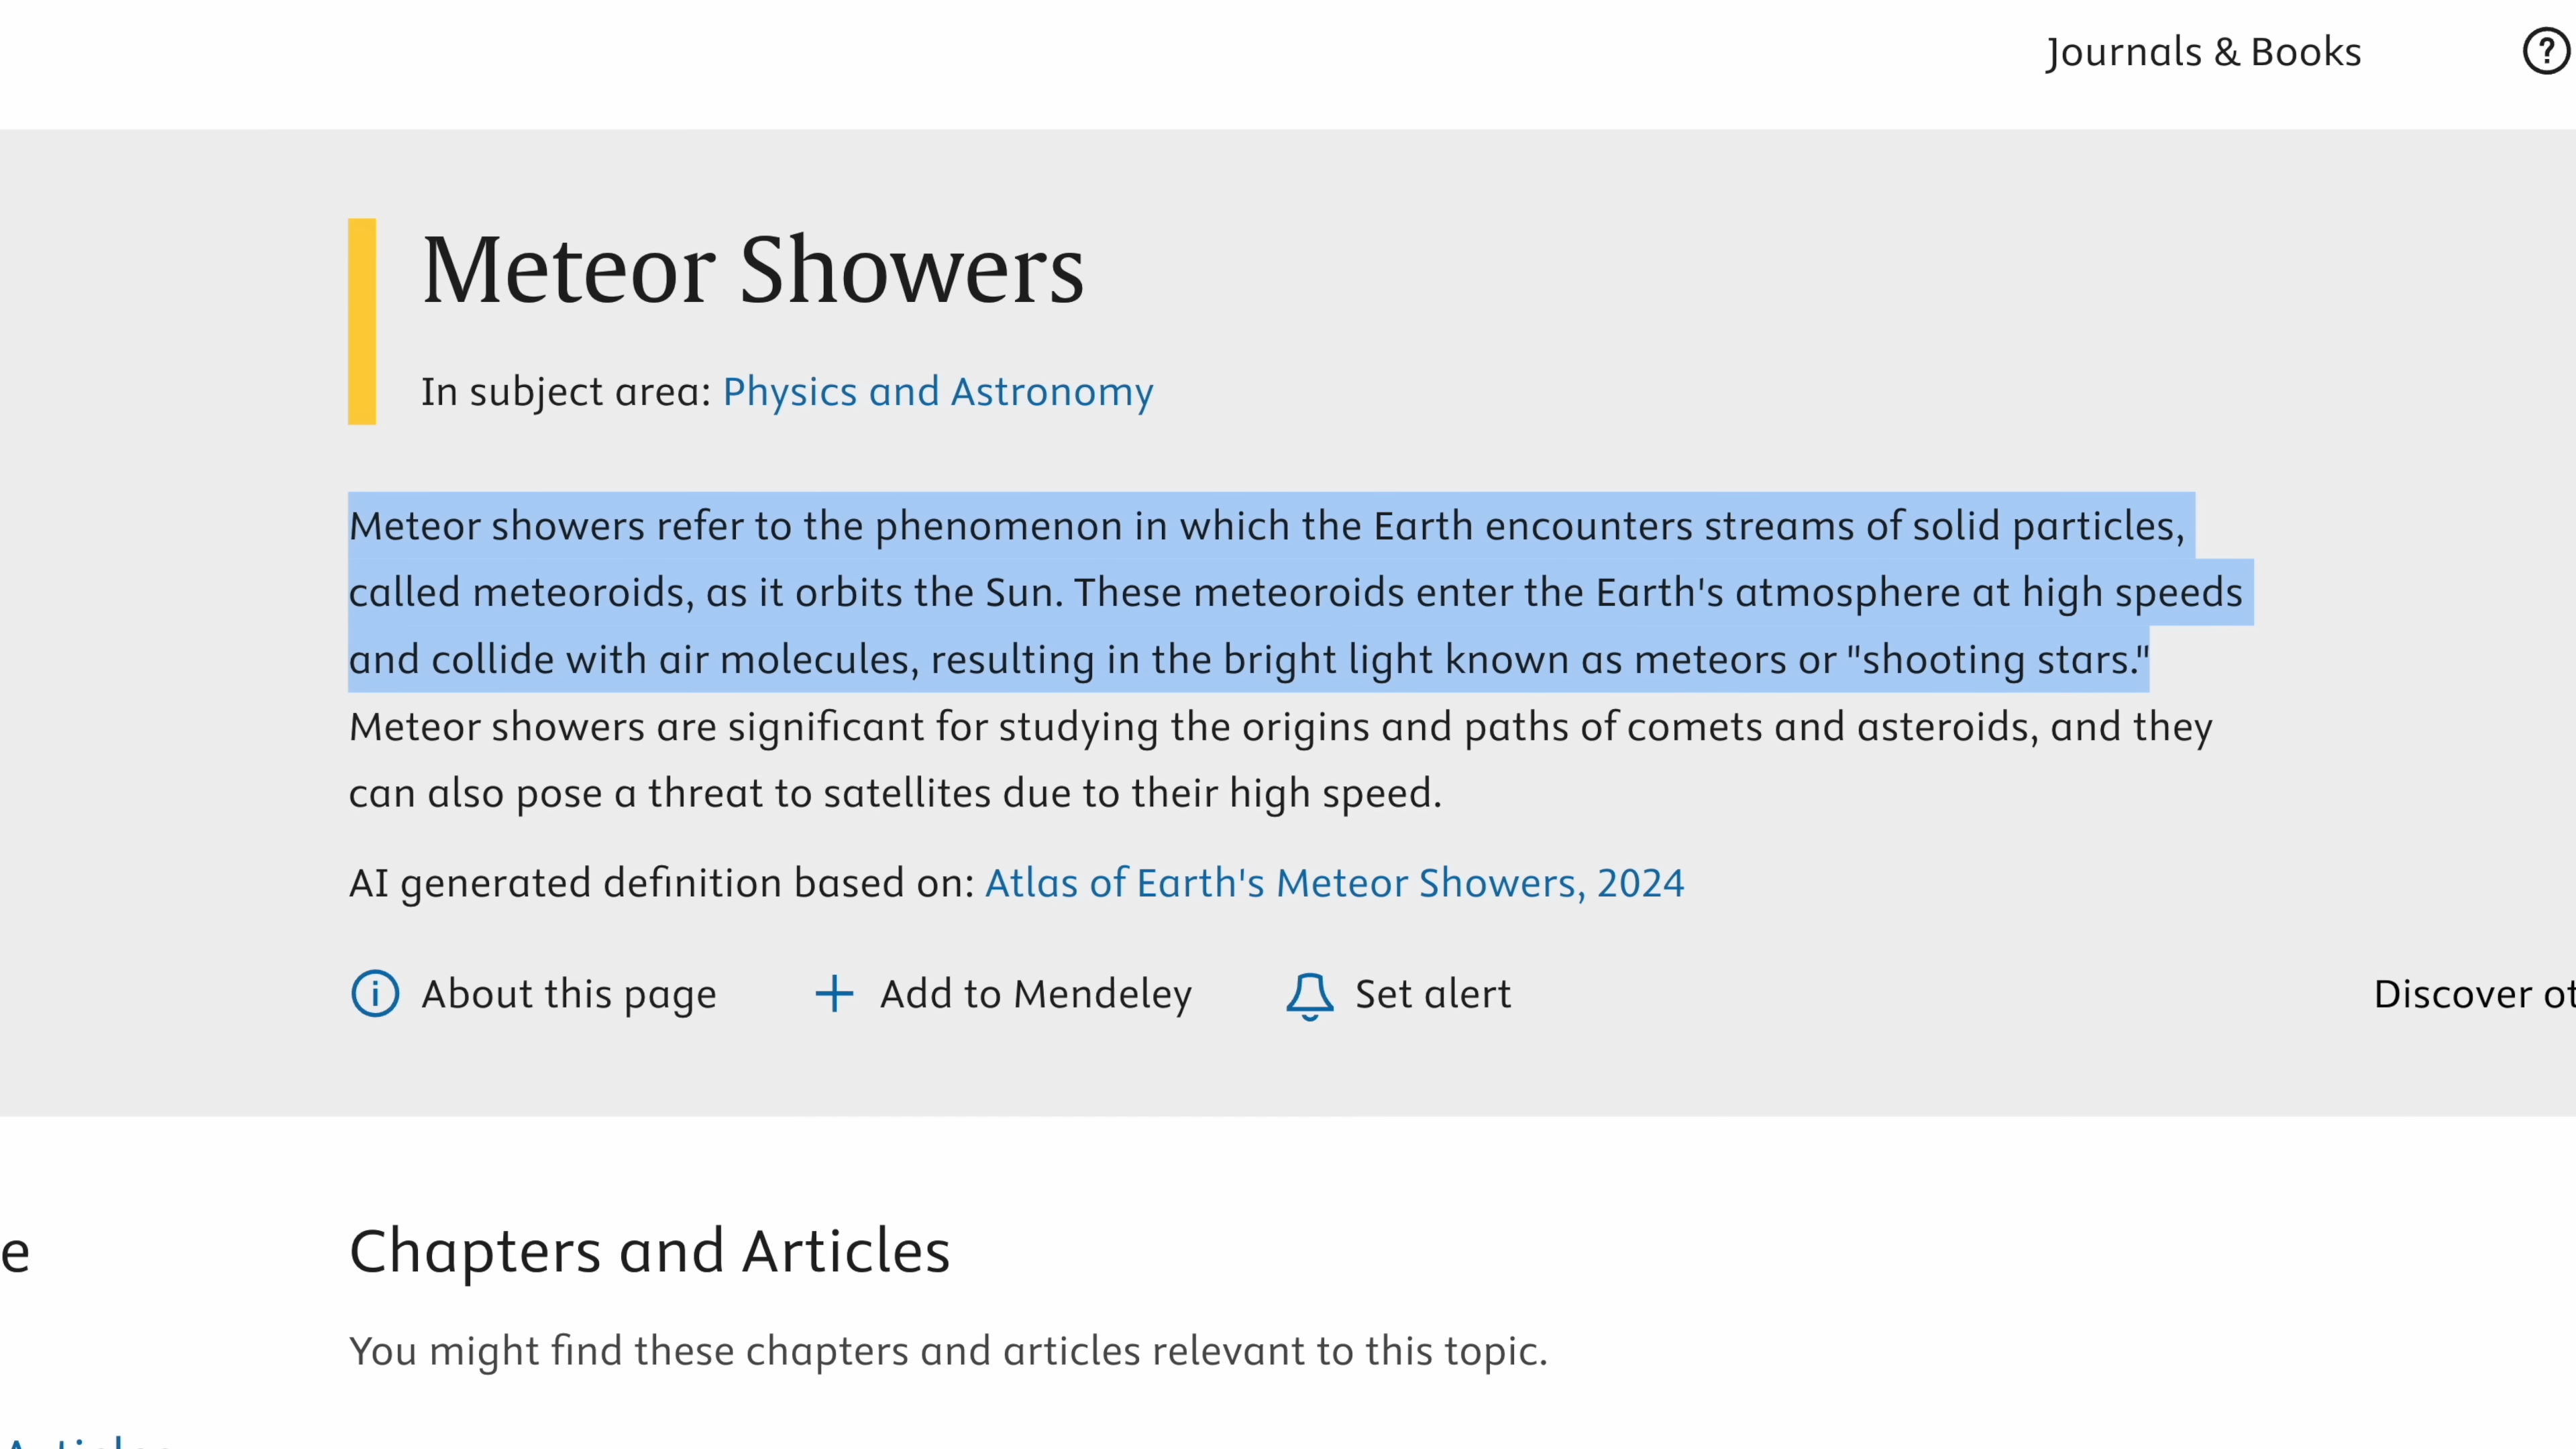 Journals & Books
Meteor Showers
In subject area: Physics and Astronomy
Meteor showers refer to the phenomenon in which the Earth encounters streams of solid particles,
called meteoroids, as it orbits the Sun. These meteoroids enter the Earth's atmosphere at high speeds
and collide with air molecules, resulting in the bright light known as meteors or "shooting stars."
Meteor showers are significant for studying the origins and paths of comets and asteroids, and they
can also pose a threat to satellites due to their high speed.
AI generated definition based on: Atlas of Earth's Meteor Showers, 2024
About this page
Add to Mendeley
Set alert
Discover
Chapters and Articles
You might find these chapters and articles relevant to this topic.